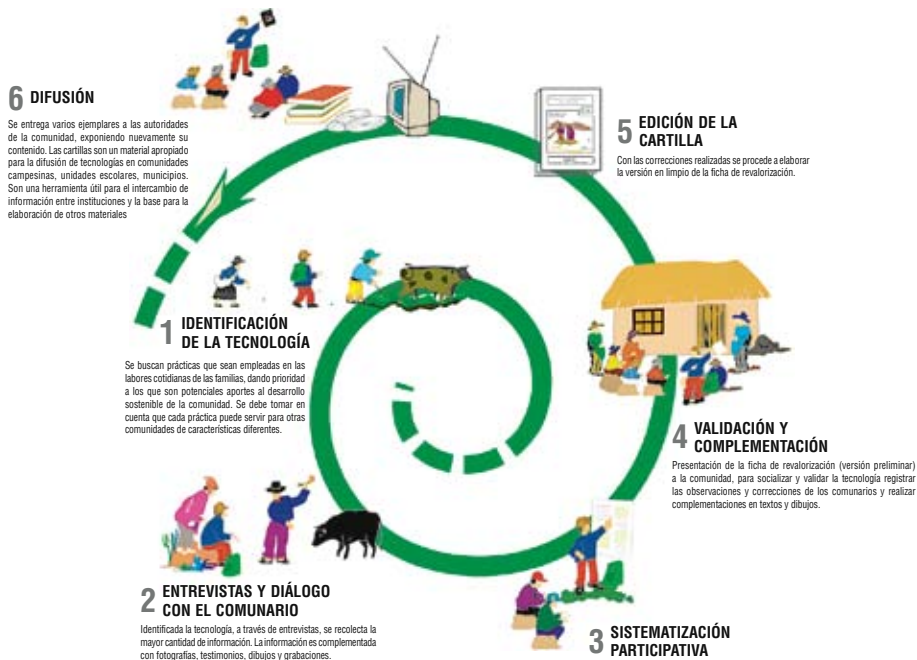 1 IDENTIFICACIÓN
DE LA TECNOLOGÍA
Se buscan prácticas que sean empleadas en las
labores cotidianas de las familias, dando prioridad
a los que son potenciales aportes al desarrollo
sostenible de la comunidad. Se debe tomar en
cuenta que cada práctica puede servir para otras
comunidades de características diferentes.
2 ENTREVISTAS Y DIÁLOGO
CON EL COMUNARIO
Identificada la tecnología, a través de entrevistas, se recolecta la
mayor cantidad de información. La información es complementada
con fotografías, testimonios, dibujos y grabaciones.
3 SISTEMATIZACIÓN
PARTICIPATIVA
4 VALIDACIÓN Y
COMPLEMENTACIÓN
Presentación de la ficha de revalorización (versión preliminar)
a la comunidad, para socializar y validar la tecnología registrar
las observaciones y correcciones de los comunarios y realizar
complementaciones en textos y dibujos.
5 EDICIÓN DE LA
CARTILLA
Con las correcciones realizadas se procede a elaborar
la versión en limpio de la ficha de revalorización.
6 DIFUSIÓN
Se entrega varios ejemplares a las autoridades
de la comunidad, exponiendo nuevamente su
contenido. Las cartillas son un material apropiado
para la difusión de tecnologías en comunidades
campesinas, unidades escolares, municipios.
Son una herramienta útil para el intercambio de
información entre instituciones y la base para la
elaboración de otros materiales